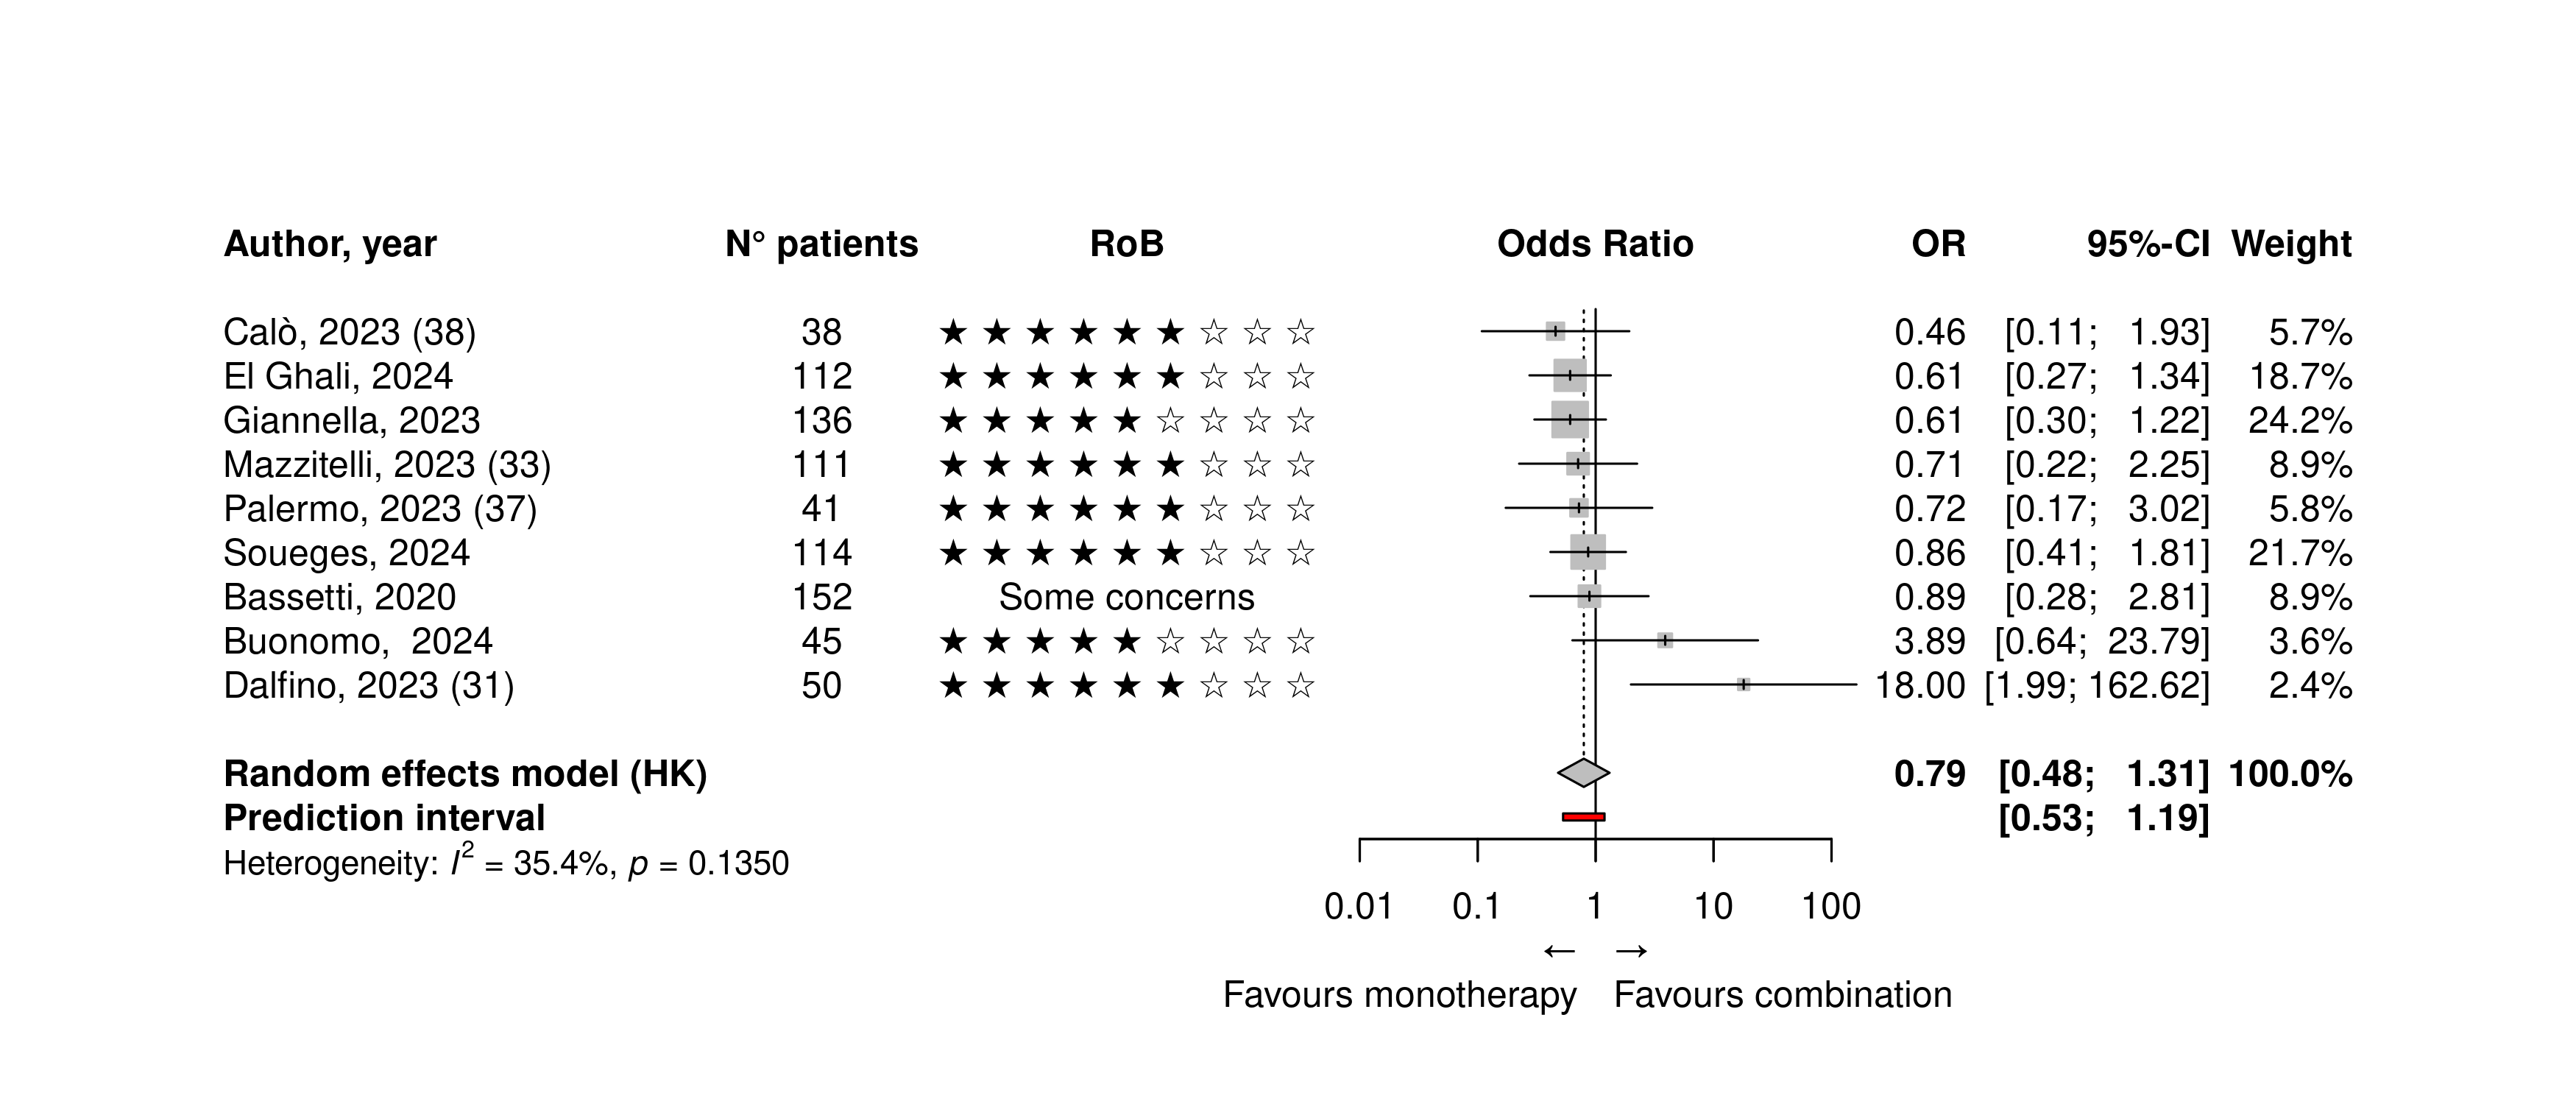 Author, year N° patients RoB Odds Ratio OR 95%-CI Weight
Calò, 2023 (38) 38 ★ ★ ★ ★ ★ ★ ☆ ☆ ☆ 0.46 [0.11; 1.93] 5.7%
El Ghali, 2024 112 ★ ★ ★ ★ ★ ★ ☆ ☆ ☆ 0.61 [0.27; 1.34] 18.7%
Giannella, 2023 136 ★ ★ ★ ★ ★ ☆ ☆ ☆ ☆ 0.61 [0.30; 1.22] 24.2%
Mazzitelli, 2023 (33) 111 ★ ★ ★ ★ ★ ★ ☆ ☆ ☆ 0.71 [0.22; 2.25] 8.9%
Palermo, 2023 (37) 41 ★ ★ ★ ★ ★ ★ ☆ ☆ ☆ 0.72 [0.17; 3.02] 5.8%
Soueges, 2024 114 ★ ★ ★ ★ ★ ★ ☆ ☆ ☆ 0.86 [0.41; 1.81] 21.7%
Bassetti, 2020 152 Some concerns 0.89 [0.28; 2.81] 8.9%
Buonomo, 2024 45 ★ ★ ★ ★ ★ ☆ ☆ ☆ ☆ 3.89 [0.64; 23.79] 3.6%
Dalfino, 2023 (31) 50 ★ ★ ★ ★ ★ ★ ☆ ☆ ☆ 18.00 [1.99; 162.62] 2.4%
Random effects model (HK) 0.79 [0.48; 1.31] 100.0%
Prediction interval [0.53; 1.19]
Heterogeneity: I² = 35.4%, p = 0.1350
0.01 0.1 1 10 100
← →
Favours monotherapy Favours combination